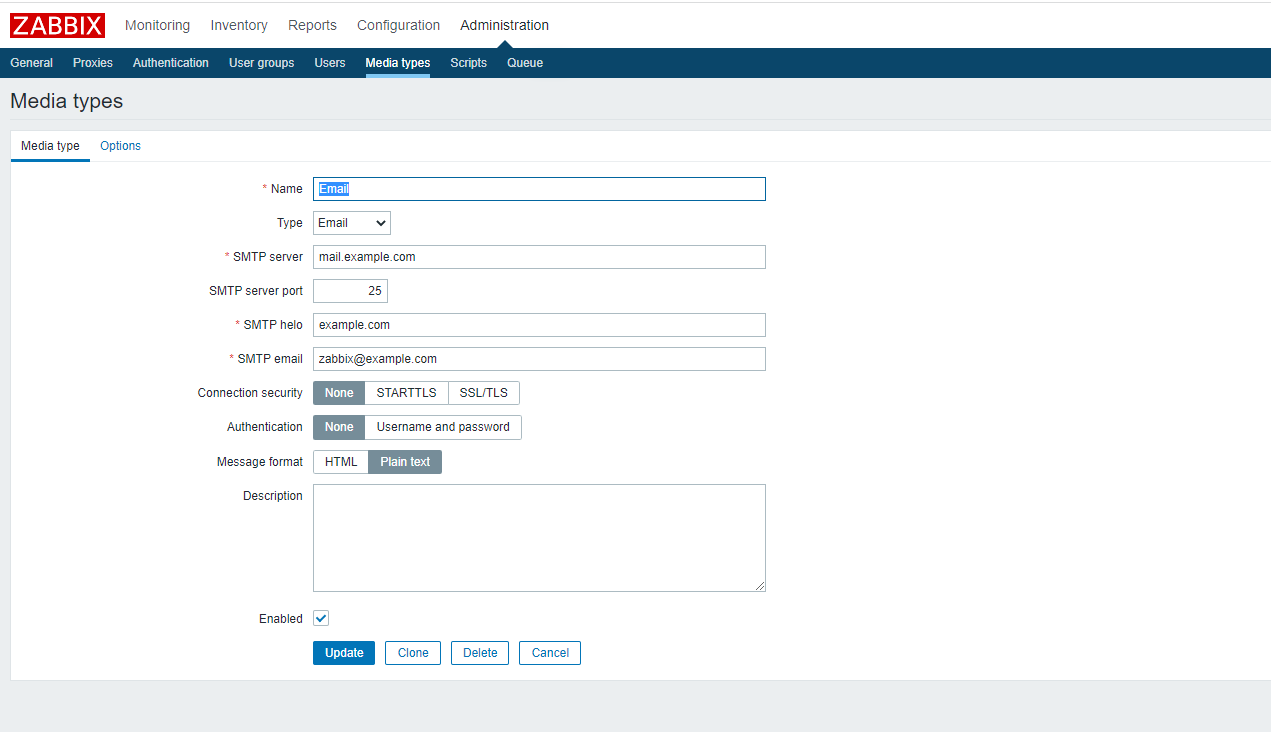 ZABBIX Monitoring Inventory Reports Configuration Administration
General Proxies Authentication User groups Users Media types Scripts Queue
Media types
Media type Options
* Name Email
Type Email
* SMTP server mail.example.com
SMTP server port 25
* SMTP helo example.com
* SMTP email zabbix@example.com
Connection security None STARTTLS SSL/TLS
Authentication None Username and password
Message format HTML Plain text
Description
Enabled
Update Clone Delete Cancel